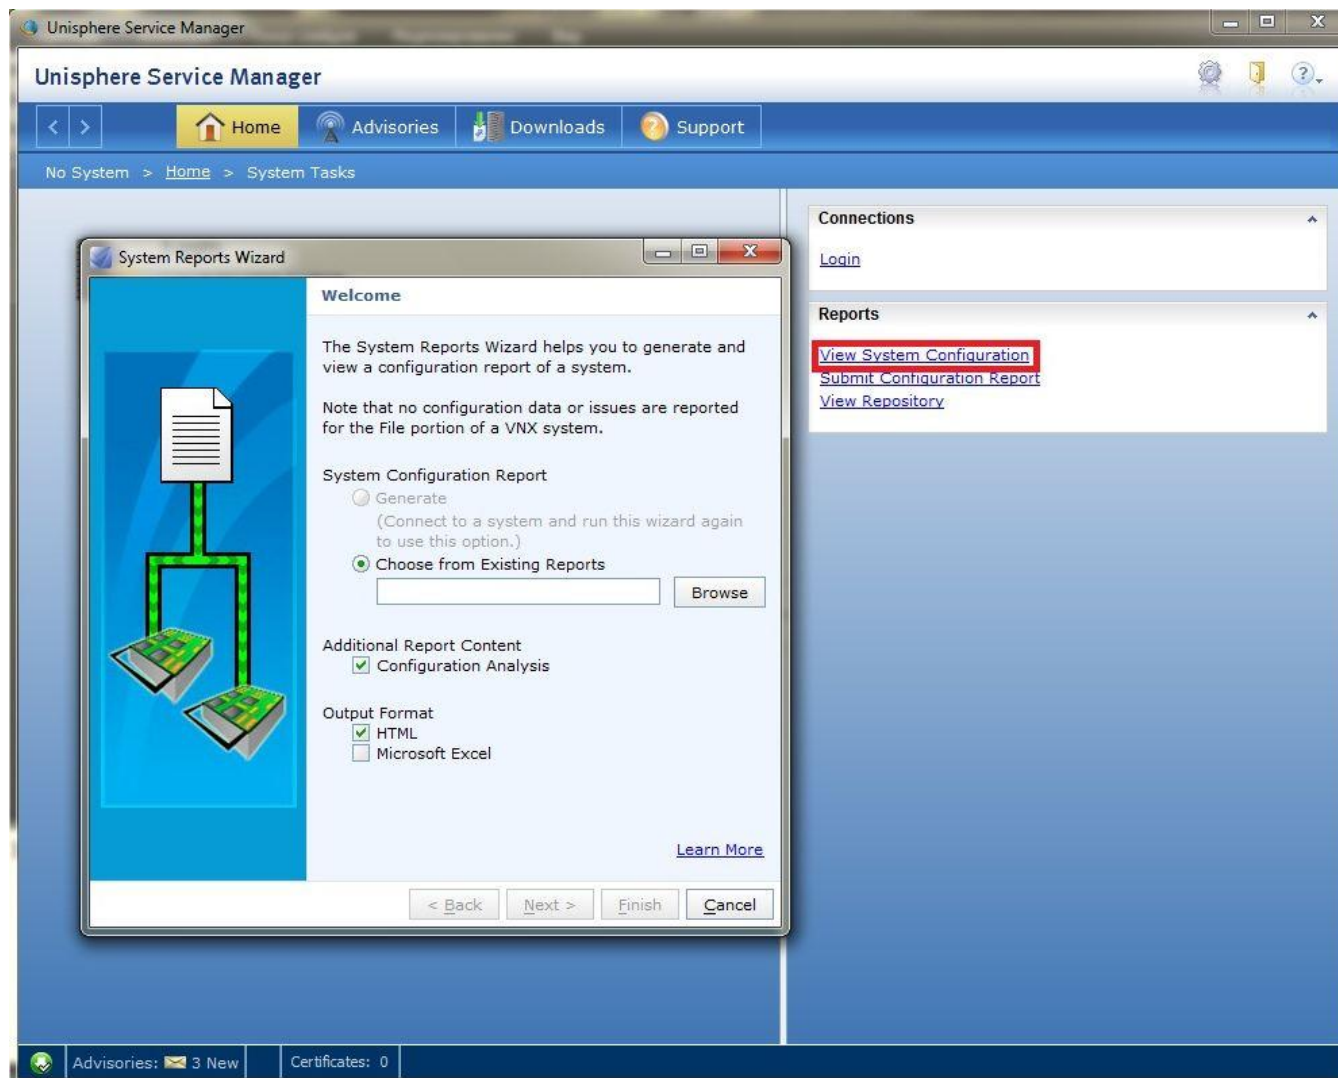 Unisphere Service Manager
Unisphere Service Manager
Home
Advisories
Downloads
Support
No System > Home > System Tasks
System Reports Wizard
Welcome
The System Reports Wizard helps you to generate and
view a configuration report of a system.
Note that no configuration data or issues are reported
for the File portion of a VNX system.
System Configuration Report
Generate
(Connect to a system and run this wizard again
to use this option.)
Choose from Existing Reports
Browse
Additional Report Content
Configuration Analysis
Output Format
HTML
Microsoft Excel
Learn More
< Back
Next >
Finish
Cancel
Connections
Login
Reports
View System Configuration
Submit Configuration Report
View Repository
Advisories: 3 New
Certificates: 0